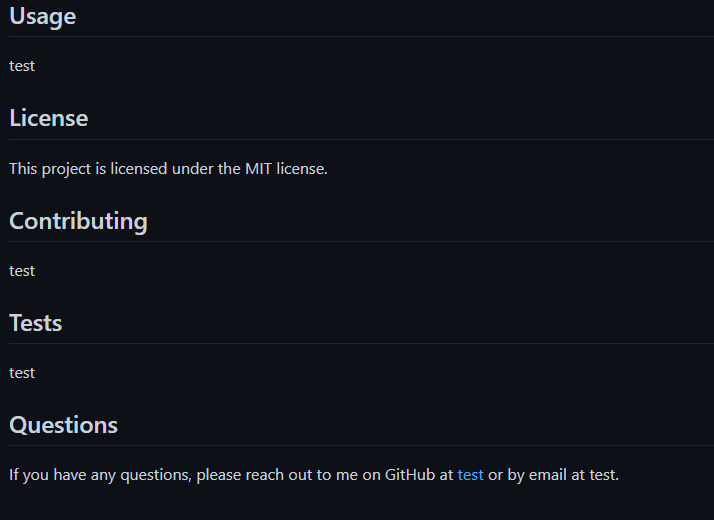 Usage
test
License
This project is licensed under the MIT license.
Contributing
test
Tests
test
Questions
If you have any questions, please reach out to me on GitHub at test or by email at test.